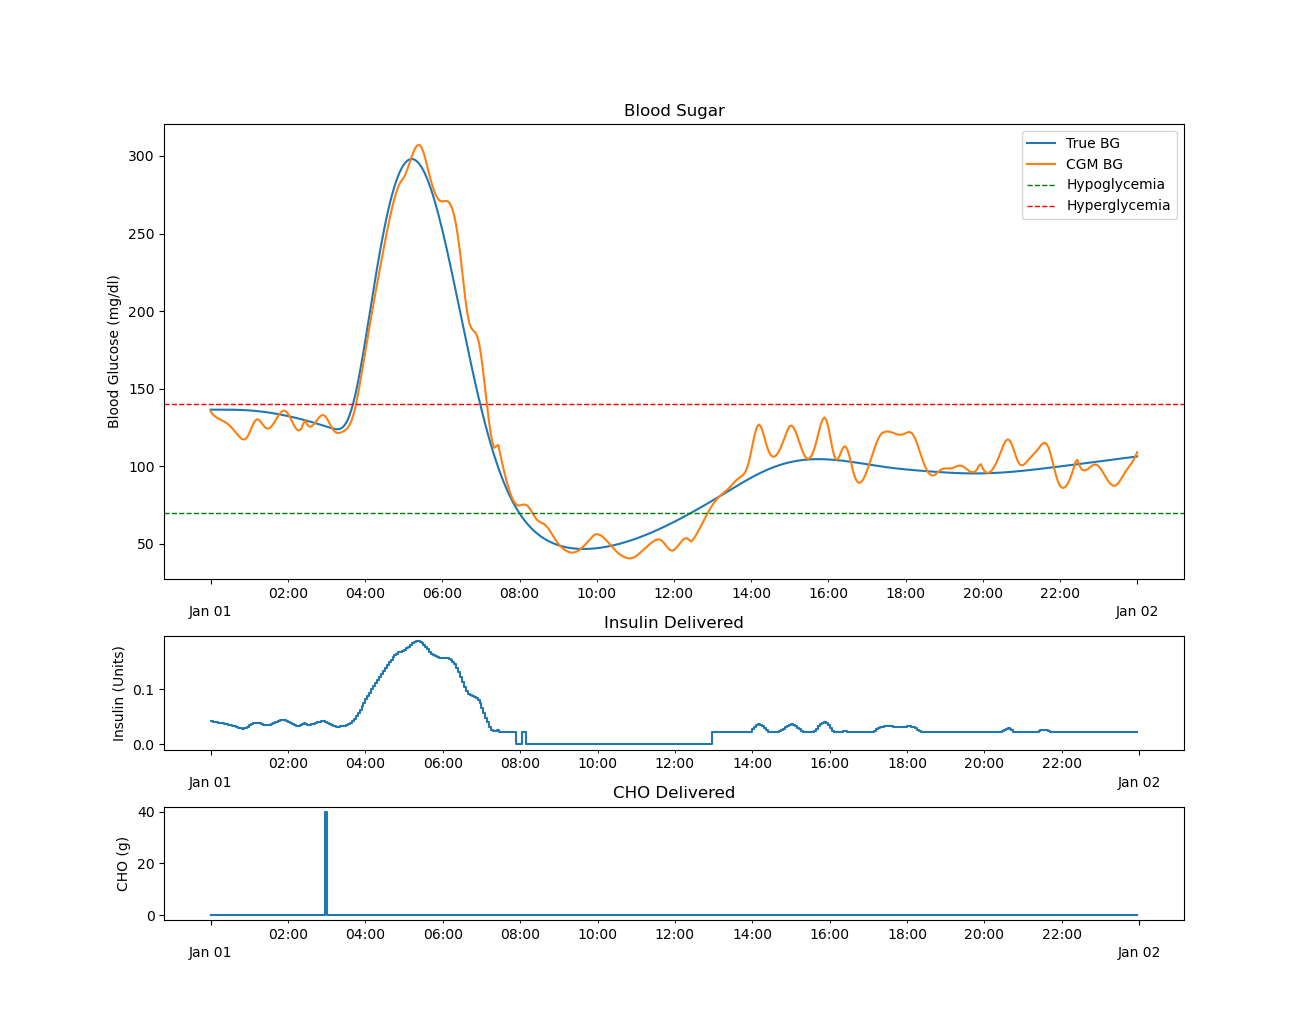 Blood Sugar
True BG
CGM BG
Hypoglycemia
Hyperglycemia
Blood Glucose (mg/dl)
300
250
200
150
100
50
02:00 04:00 06:00 08:00 10:00 12:00 14:00 16:00 18:00 20:00 22:00
Jan 01 Jan 02
Insulin Delivered
Insulin (Units)
0.1
0.0
02:00 04:00 06:00 08:00 10:00 12:00 14:00 16:00 18:00 20:00 22:00
Jan 01 Jan 02
CHO Delivered
CHO (g)
40
20
0
02:00 04:00 06:00 08:00 10:00 12:00 14:00 16:00 18:00 20:00 22:00
Jan 01 Jan 02